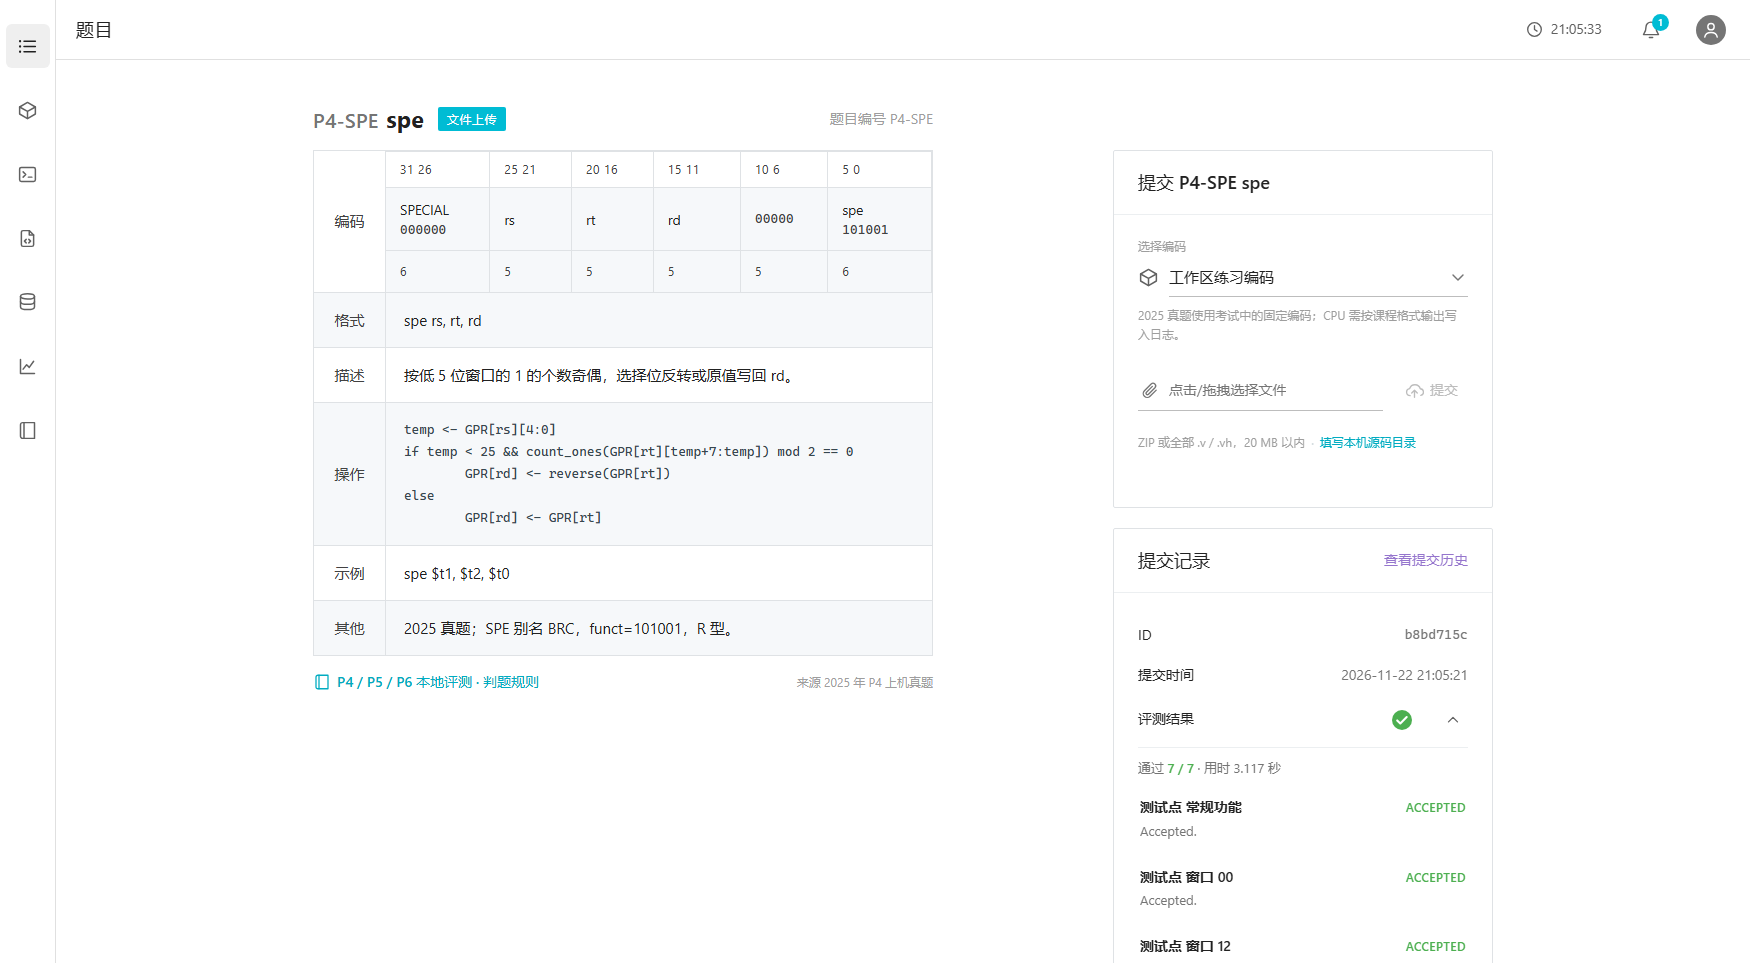 题目
21:05:33
1
P4-SPE spe 文件上传
题目编号 P4-SPE
编码
31 26 25 21 20 16 15 11 10 6 5 0
SPECIAL 000000 rs rt rd 00000 spe 101001
6 5 5 5 5 6
格式 spe rs, rt, rd
描述 按低 5 位窗口的 1 的个数奇偶，选择位反转或原值写回 rd。
操作
temp <- GPR[rs][4:0]
if temp < 25 && count_ones(GPR[rt][temp+7:temp]) mod 2 == 0
GPR[rd] <- reverse(GPR[rt])
else
GPR[rd] <- GPR[rt]
示例 spe $t1, $t2, $t0
其他 2025 真题；SPE 别名 BRC，funct=101001，R 型。
P4 / P5 / P6 本地评测 · 判题规则
来源 2025 年 P4 上机真题
提交 P4-SPE spe
选择编码
工作区练习编码
2025 真题使用考试中的固定编码；CPU 需按课程格式输出写
入日志。
点击/拖拽选择文件
提交
ZIP 或全部 .v / .vh，20 MB 以内 · 填写本机源码目录
提交记录
查看提交历史
ID b8bd715c
提交时间 2026-11-22 21:05:21
评测结果
通过 7 / 7 · 用时 3.117 秒
测试点 常规功能 ACCEPTED
Accepted.
测试点 窗口 00 ACCEPTED
Accepted.
测试点 窗口 12 ACCEPTED